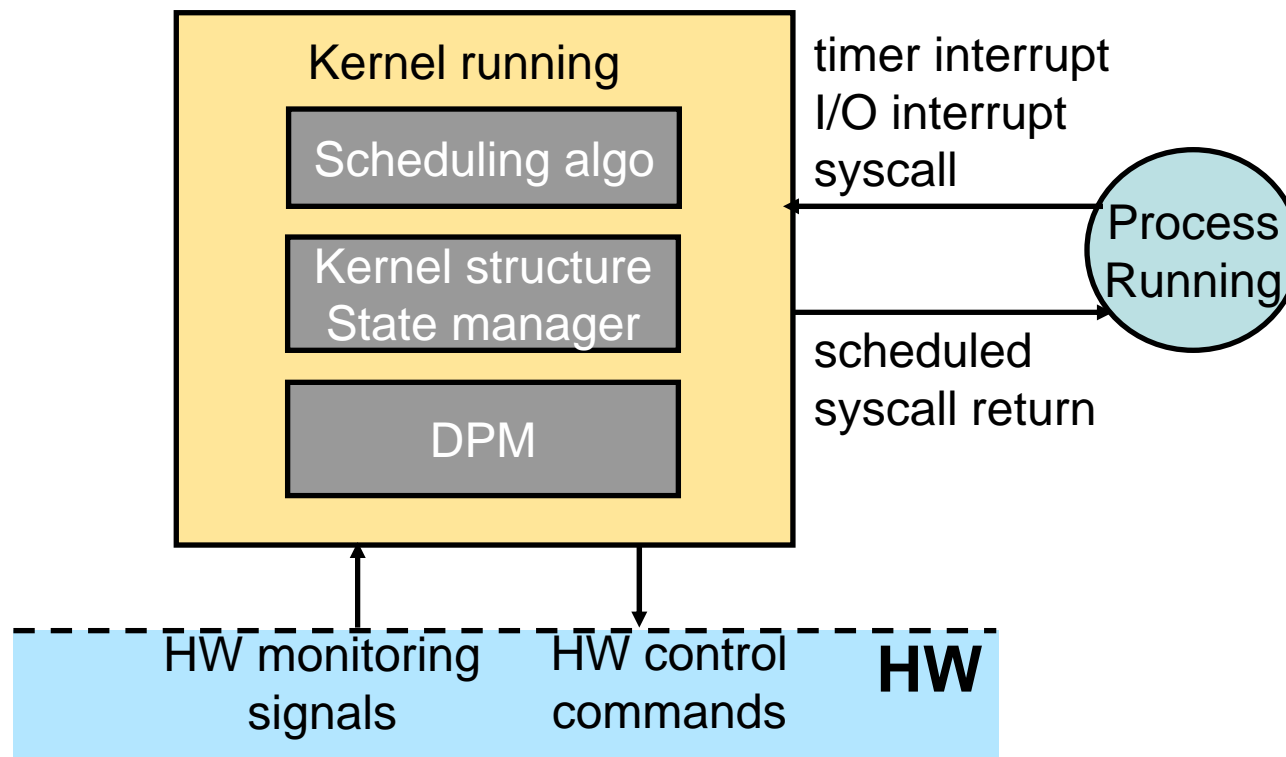 Kernel running
Scheduling algo
Kernel structure
State manager
DPM
timer interrupt
I/O interrupt
syscall
Process
Running
scheduled
syscall return
HW monitoring
signals
HW control
commands
HW